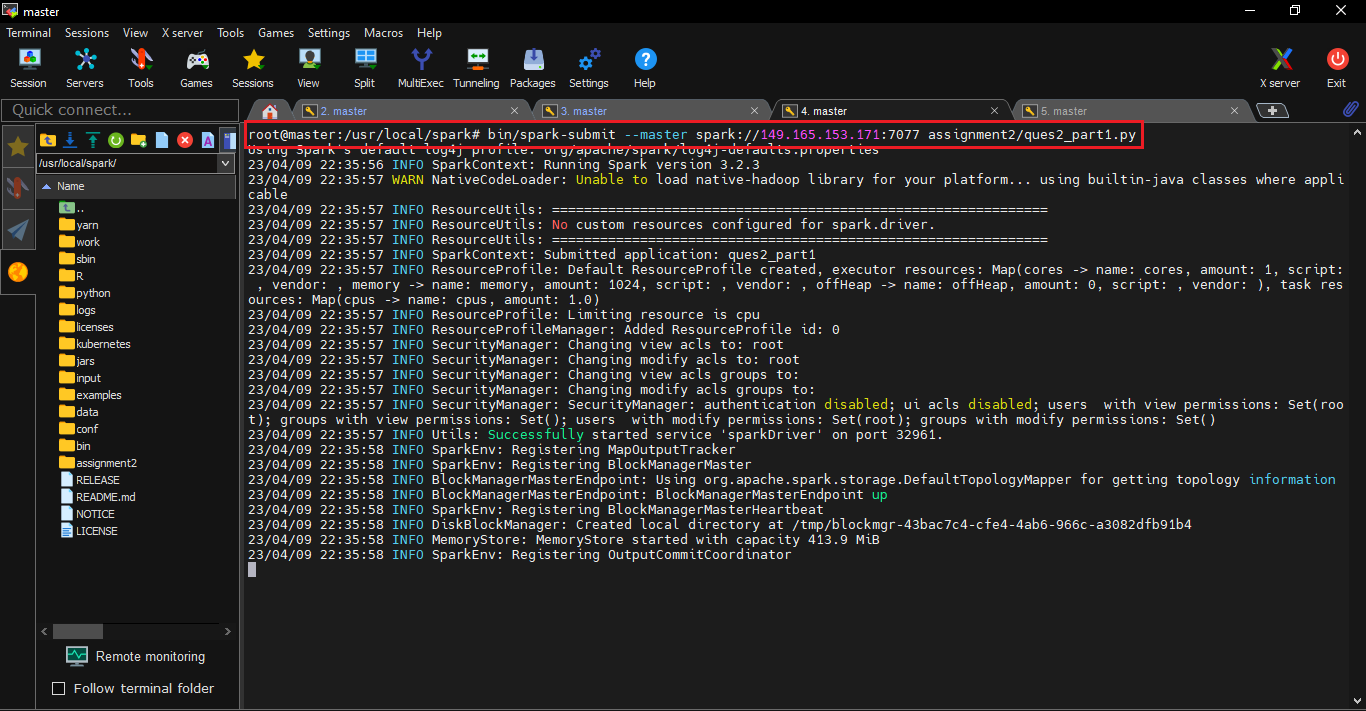 master
Terminal Sessions View X server Tools Games Settings Macros Help
Session Servers Tools Games Sessions View Split MultiExec Tunneling Packages Settings Help X server Exit
Quick connect...
2. master
3. master
4. master
5. master
/usr/local/spark/
Name
..
yarn
work
sbin
R
python
logs
licenses
kubernetes
jars
input
examples
data
conf
bin
assignment2
RELEASE
README.md
NOTICE
LICENSE
Remote monitoring
Follow terminal folder
root@master:/usr/local/spark# bin/spark-submit --master spark://149.165.153.171:7077 assignment2/ques2_part1.py
Using Spark's default log4j profile: org/apache/spark/log4j-defaults.properties
23/04/09 22:35:56 INFO SparkContext: Running Spark version 3.2.3
23/04/09 22:35:57 WARN NativeCodeLoader: Unable to load native-hadoop library for your platform... using builtin-java classes where appli
cable
23/04/09 22:35:57 INFO ResourceUtils: ==============================================================
23/04/09 22:35:57 INFO ResourceUtils: No custom resources configured for spark.driver.
23/04/09 22:35:57 INFO ResourceUtils: ==============================================================
23/04/09 22:35:57 INFO SparkContext: Submitted application: ques2_part1
23/04/09 22:35:57 INFO ResourceProfile: Default ResourceProfile created, executor resources: Map(cores -> name: cores, amount: 1, script:
 , vendor: , memory -> name: memory, amount: 1024, script: , vendor: , offHeap -> name: offHeap, amount: 0, script: , vendor: ), task res
ources: Map(cpus -> name: cpus, amount: 1.0)
23/04/09 22:35:57 INFO ResourceProfile: Limiting resource is cpu
23/04/09 22:35:57 INFO ResourceProfileManager: Added ResourceProfile id: 0
23/04/09 22:35:57 INFO SecurityManager: Changing view acls to: root
23/04/09 22:35:57 INFO SecurityManager: Changing modify acls to: root
23/04/09 22:35:57 INFO SecurityManager: Changing view acls groups to:
23/04/09 22:35:57 INFO SecurityManager: Changing modify acls groups to:
23/04/09 22:35:57 INFO SecurityManager: SecurityManager: authentication disabled; ui acls disabled; users  with view permissions: Set(roo
t); groups with view permissions: Set(); users  with modify permissions: Set(root); groups with modify permissions: Set()
23/04/09 22:35:57 INFO Utils: Successfully started service 'sparkDriver' on port 32961.
23/04/09 22:35:58 INFO SparkEnv: Registering MapOutputTracker
23/04/09 22:35:58 INFO SparkEnv: Registering BlockManagerMaster
23/04/09 22:35:58 INFO BlockManagerMasterEndpoint: Using org.apache.spark.storage.DefaultTopologyMapper for getting topology information
23/04/09 22:35:58 INFO BlockManagerMasterEndpoint: BlockManagerMasterEndpoint up
23/04/09 22:35:58 INFO SparkEnv: Registering BlockManagerMasterHeartbeat
23/04/09 22:35:58 INFO DiskBlockManager: Created local directory at /tmp/blockmgr-43bac7c4-cfe4-4ab6-966c-a3082dfb91b4
23/04/09 22:35:58 INFO MemoryStore: MemoryStore started with capacity 413.9 MiB
23/04/09 22:35:58 INFO SparkEnv: Registering OutputCommitCoordinator